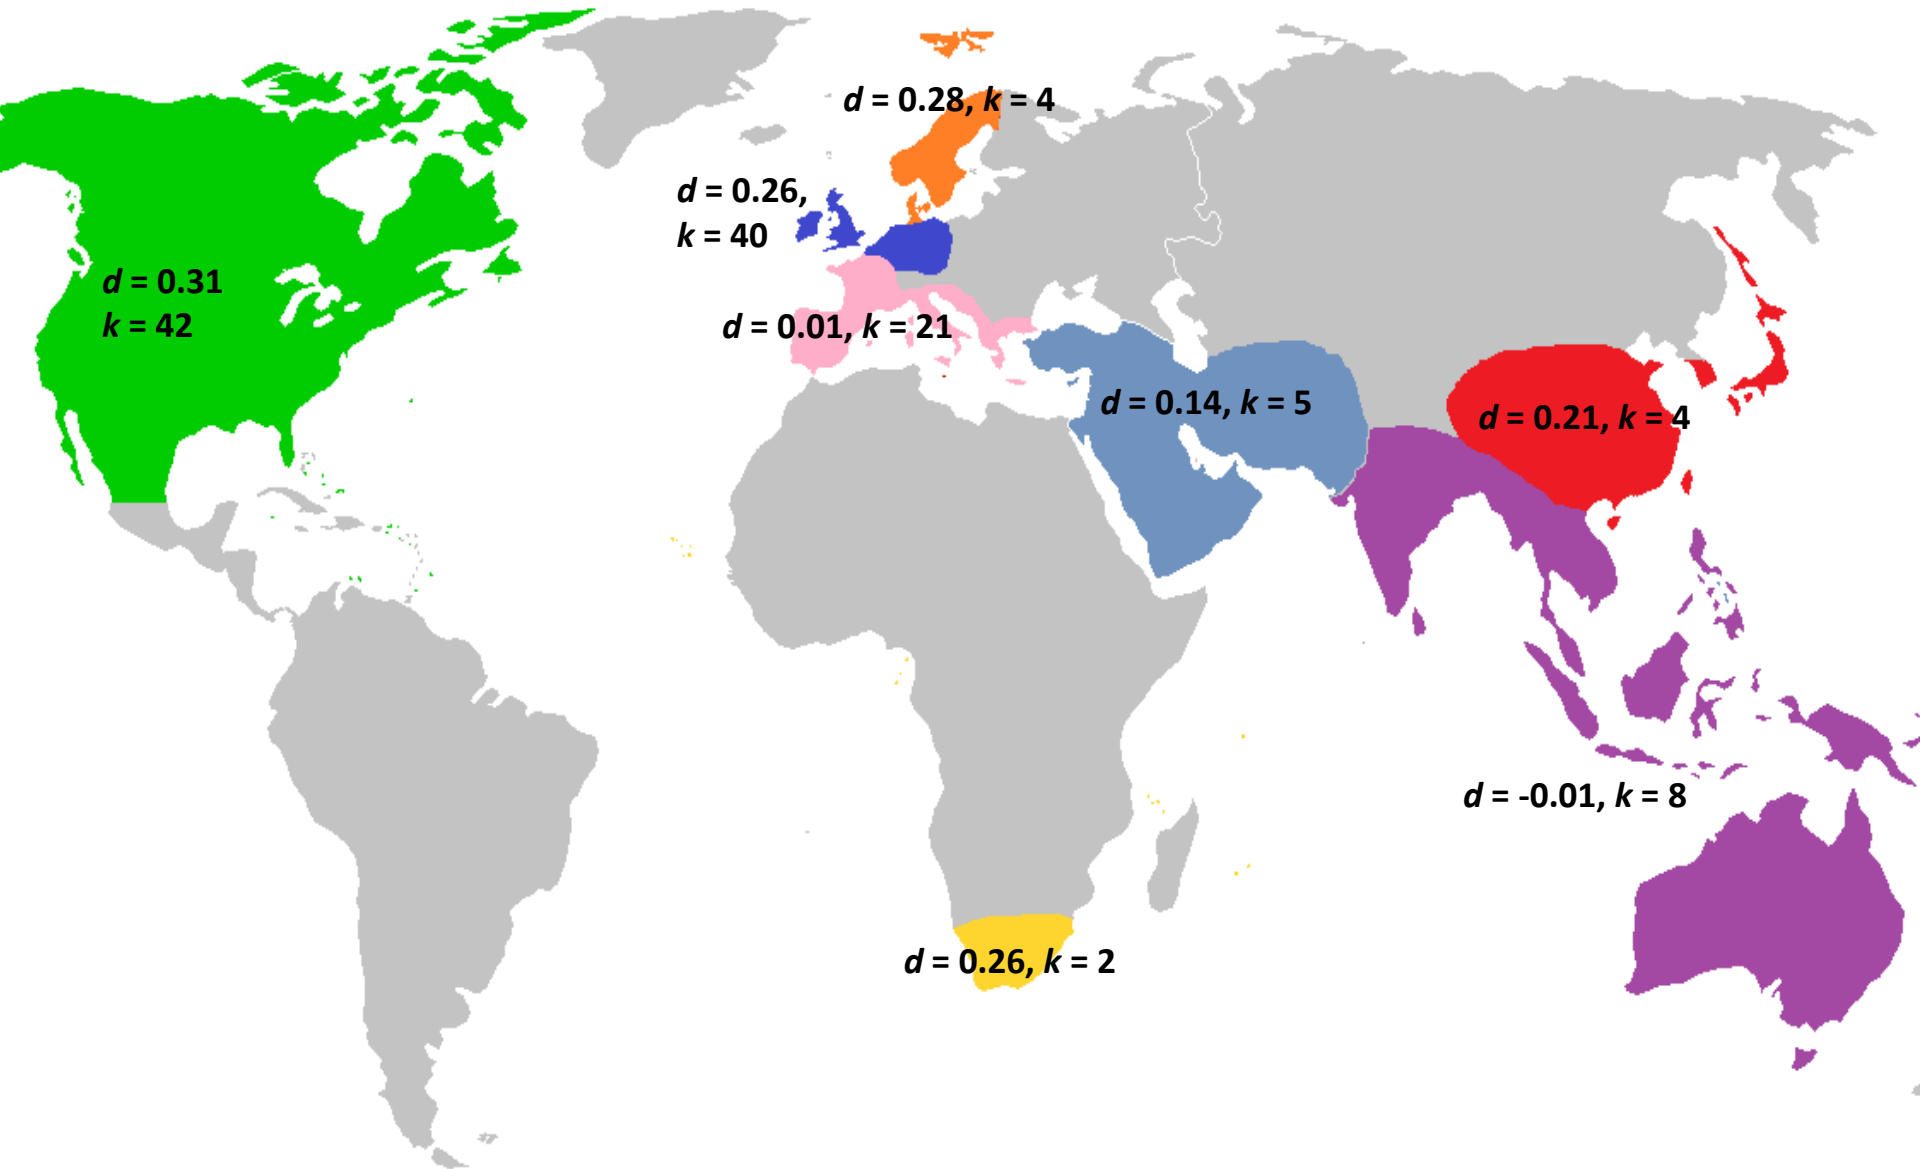 d = 0.28, k = 4
d = 0.26,
k = 40
d = 0.31
k = 42
d = 0.01, k = 21
d = 0.14, k = 5
d = 0.21, k = 4
d = -0.01, k = 8
d = 0.26, k = 2